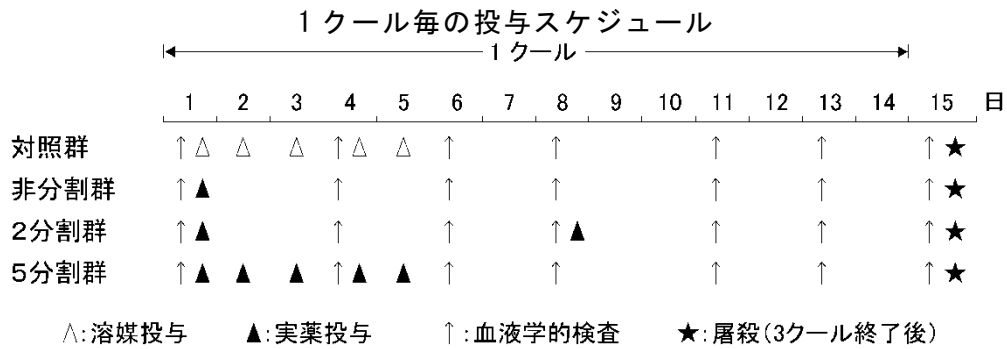 1クール毎の投与スケジュール
1クール
1 2 3 4 5 6 7 8 9 10 11 12 13 14 15 日
対照群 ↑ △ △ △ ↑ △ △ ↑ ↑ ↑ ↑ ↑ ★
非分割群 ↑ ▲ ↑ ↑ ↑ ↑ ↑ ↑ ★
2分割群 ↑ ▲ ↑ ↑ ↑ ▲ ↑ ↑ ↑ ★
5分割群 ↑ ▲ ▲ ▲ ↑ ▲ ▲ ↑ ↑ ↑ ↑ ↑ ★
△:溶媒投与 ▲:実薬投与 ↑:血液学的検査 ★:屠殺(3クール終了後)